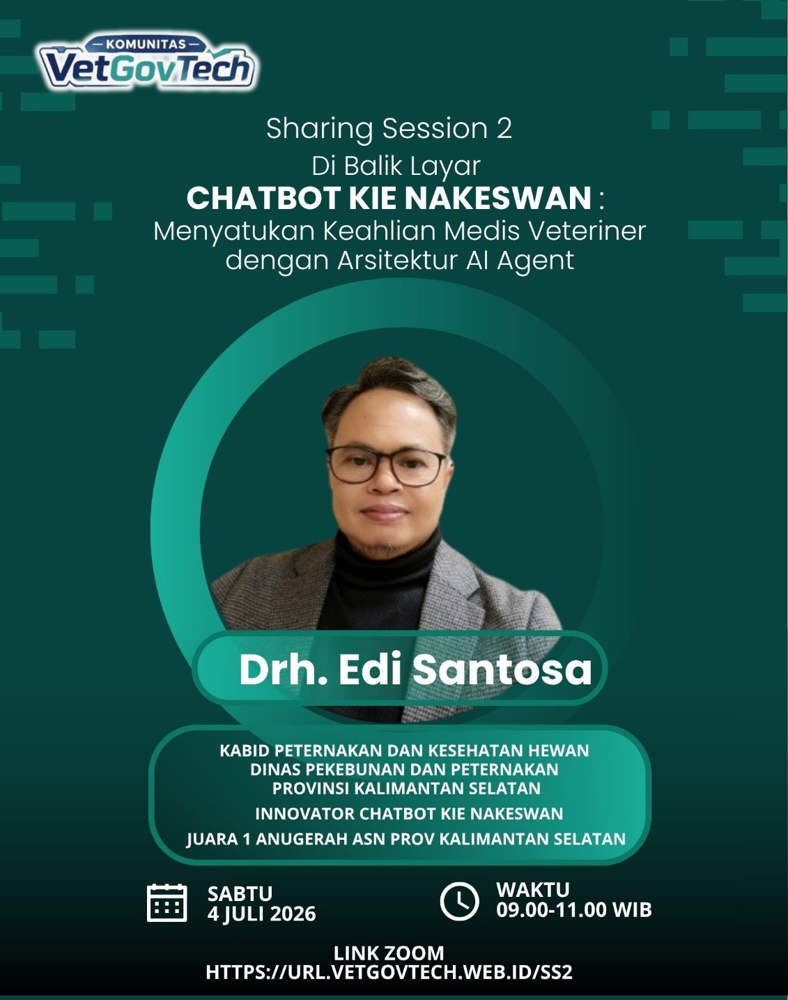 KOMUNITAS
VetGovTech
Sharing Session 2
Di Balik Layar
CHATBOT KIE NAKESWAN :
Menyatukan Keahlian Medis Veteriner
dengan Arsitektur AI Agent
Drh. Edi Santosa
KABID PETERNAKAN DAN KESEHATAN HEWAN
DINAS PEKEBUNAN DAN PETERNAKAN
PROVINSI KALIMANTAN SELATAN
INNOVATOR CHATBOT KIE NAKESWAN
JUARA 1 ANUGERAH ASN PROV KALIMANTAN SELATAN
SABTU
4 JULI 2026
WAKTU
09.00-11.00 WIB
LINK ZOOM
HTTPS://URL.VETGOVTECH.WEB.ID/SS2